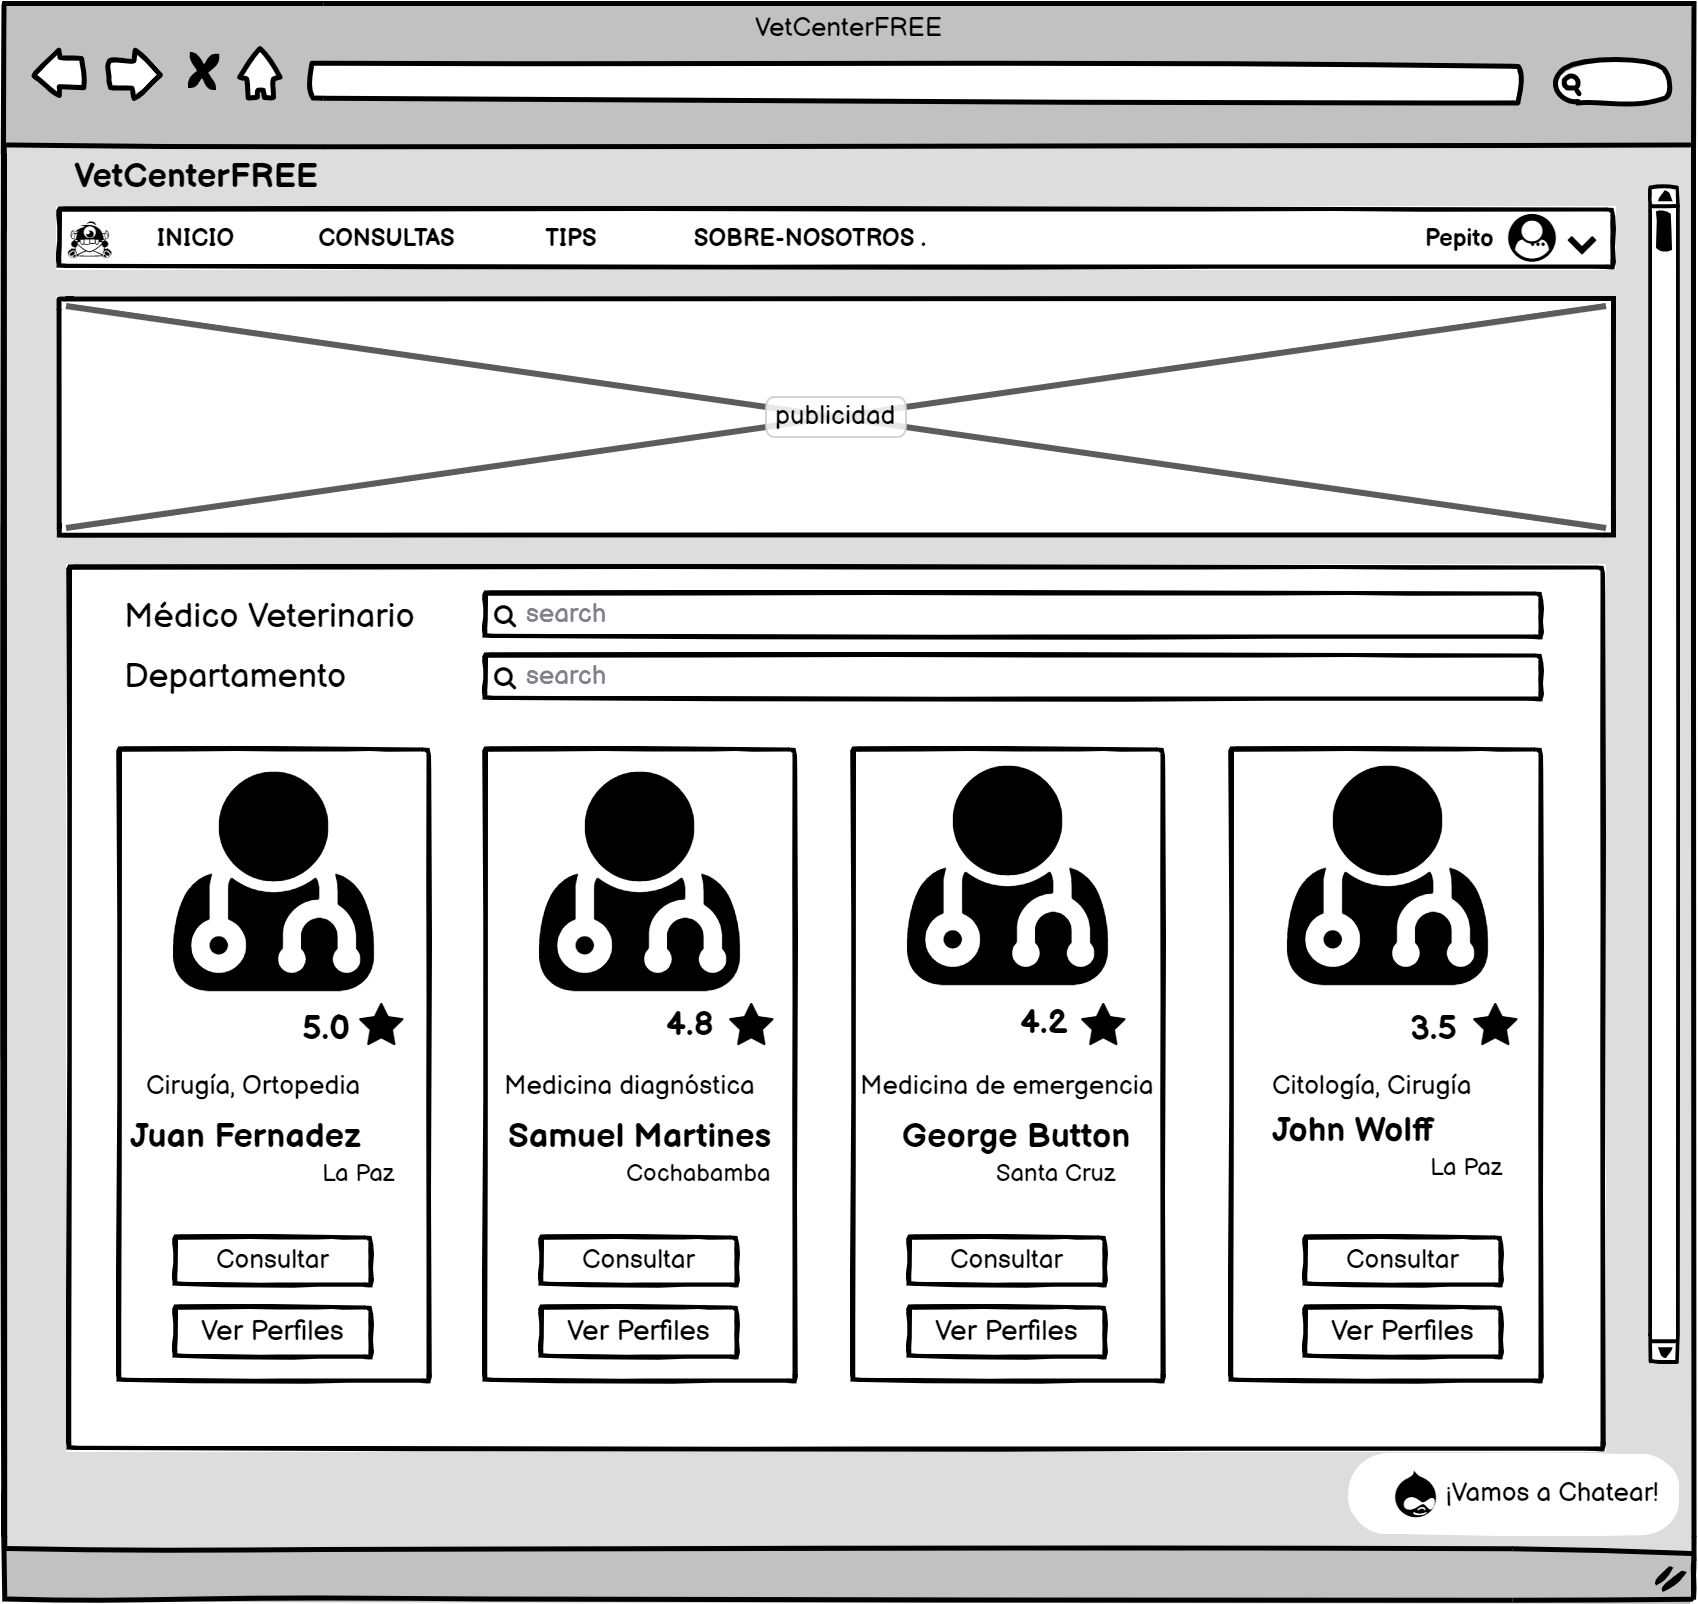 VetCenterFREE
VetCenterFREE
INICIO CONSULTAS TIPS SOBRE-NOSOTROS . Pepito
publicidad
Médico Veterinario search
Departamento search
5.0
Cirugía, Ortopedia
Juan Fernadez
La Paz
Consultar
Ver Perfiles
4.8
Medicina diagnóstica
Samuel Martines
Cochabamba
Consultar
Ver Perfiles
4.2
Medicina de emergencia
George Button
Santa Cruz
Consultar
Ver Perfiles
3.5
Citología, Cirugía
John Wolff
La Paz
Consultar
Ver Perfiles
¡Vamos a Chatear!